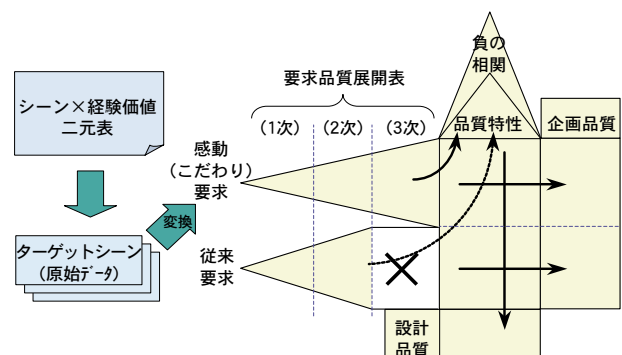 シーン×経験価値
二元表
ターゲットシーン
(原始ﾃﾞｰﾀ)
変換
要求品質展開表
(1次)
(2次)
(3次)
感動
(こだわり)
要求
従来
要求
負の
相関
品質特性
企画品質
設計
品質